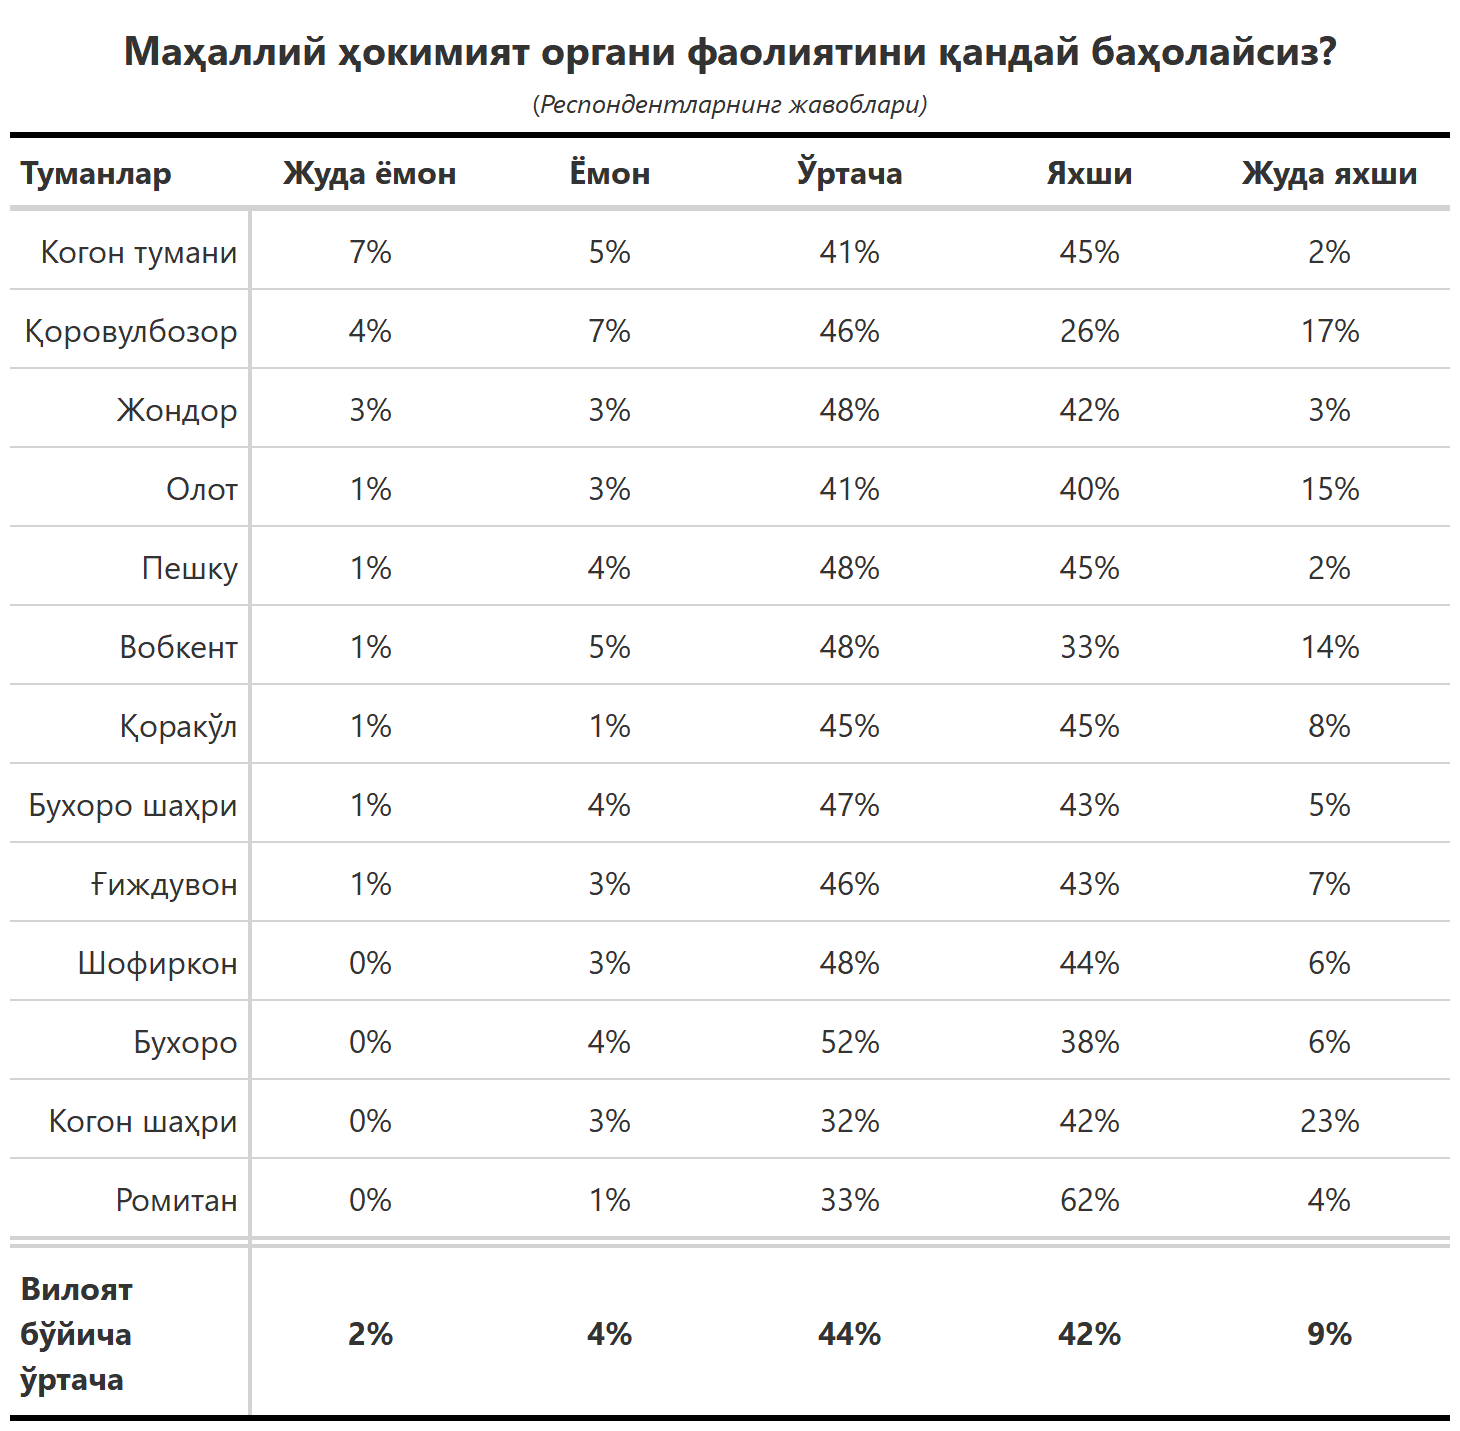 Маҳаллий ҳокимият органи фаолиятини қандай баҳолайсиз?
(Респондентларнинг жавоблари)
Туманлар Жуда ёмон Ёмон Ўртача Яхши Жуда яхши
Когон тумани 7% 5% 41% 45% 2%
Қоровулбозор 4% 7% 46% 26% 17%
Жондор 3% 3% 48% 42% 3%
Олот 1% 3% 41% 40% 15%
Пешку 1% 4% 48% 45% 2%
Вобкент 1% 5% 48% 33% 14%
Қоракўл 1% 1% 45% 45% 8%
Бухоро шаҳри 1% 4% 47% 43% 5%
Ғиждувон 1% 3% 46% 43% 7%
Шофиркон 0% 3% 48% 44% 6%
Бухоро 0% 4% 52% 38% 6%
Когон шаҳри 0% 3% 32% 42% 23%
Ромитан 0% 1% 33% 62% 4%
Вилоят
бўйича 2% 4% 44% 42% 9%
ўртача